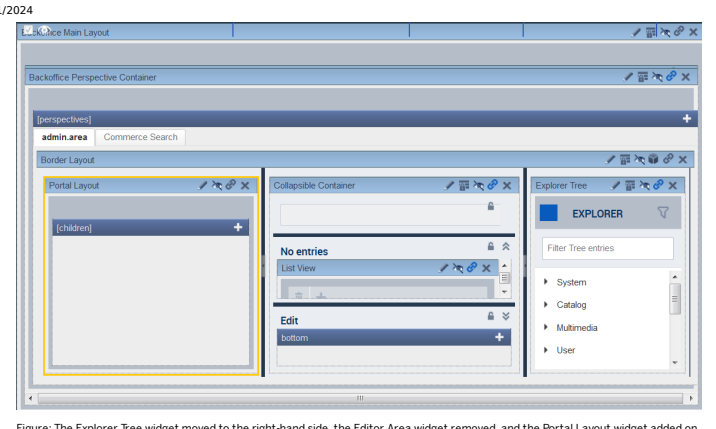 /2024
Backoffice Main Layout
Backoffice Perspective Container
[perspectives]
admin.area Commerce Search
Border Layout
Portal Layout Collapsible Container Explorer Tree
EXPLORER
[children]
No entries Filter Tree entries
List View
System
Catalog
Edit
Multimedia
bottom
User
Figure: The Explorer Tree widget moved to the right-hand side, the Editor Area widget removed, and the Portal Layout widget added on